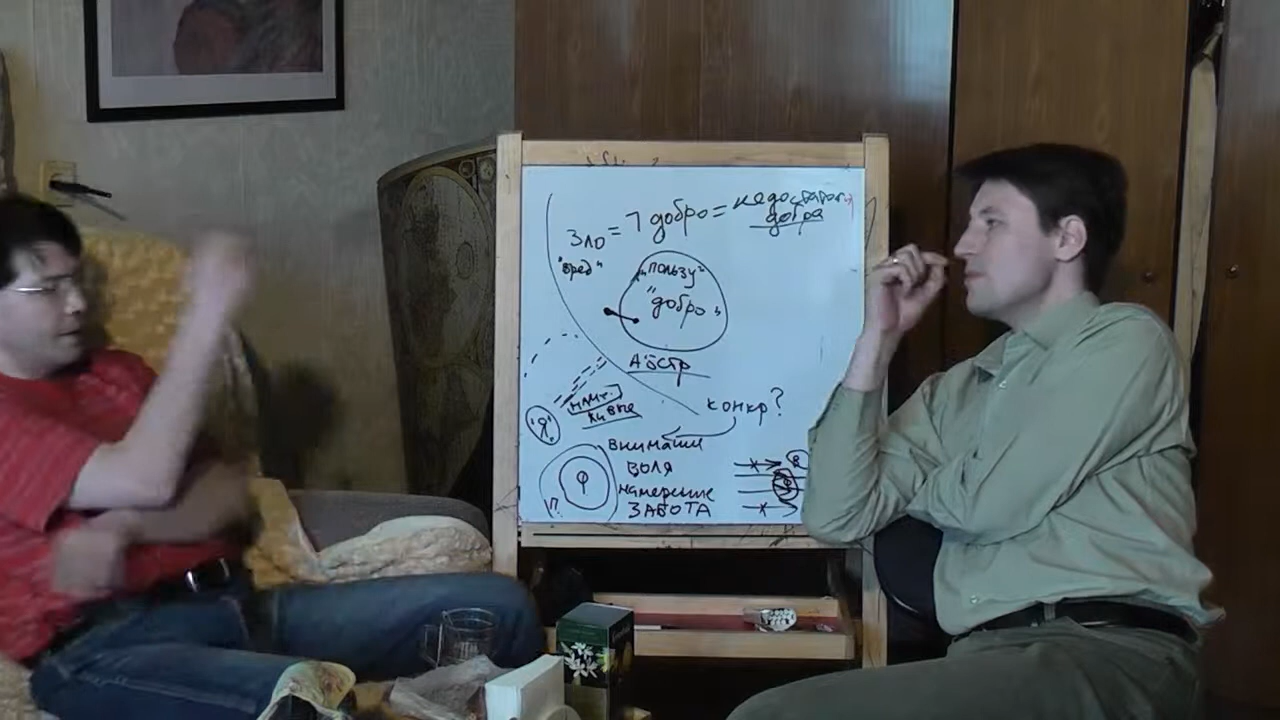 Зло = ㄱ добро = недостаток
добра
"вред"
"пользу"
"добро"
Абстр
конкр?
"Я"
внимание
воля
намерение
ЗАБОТА